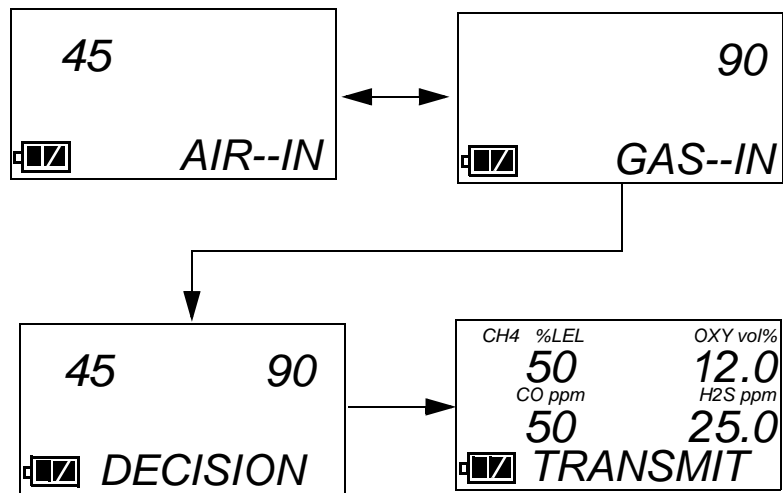 45
AIR--IN
90
GAS--IN
45 90
DECISION
CH4 %LEL OXY vol%
50 12.0
CO ppm H2S ppm
50 25.0
TRANSMIT